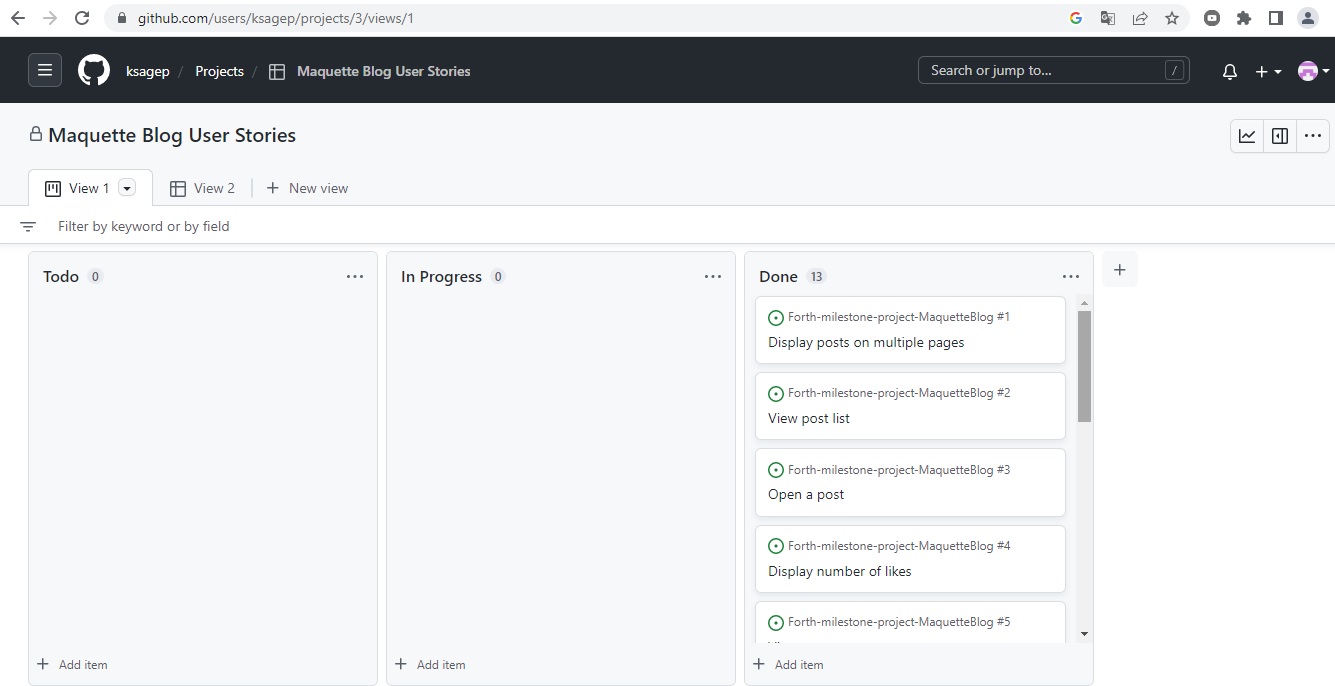 github.com/users/ksagep/projects/3/views/1
ksagep / Projects / Maquette Blog User Stories
Search or jump to... /
Maquette Blog User Stories
View 1 View 2 New view
Filter by keyword or by field
Todo 0
In Progress 0
Done 13
Forth-milestone-project-MaquetteBlog #1
Display posts on multiple pages
Forth-milestone-project-MaquetteBlog #2
View post list
Forth-milestone-project-MaquetteBlog #3
Open a post
Forth-milestone-project-MaquetteBlog #4
Display number of likes
Forth-milestone-project-MaquetteBlog #5
Add item
Add item
Add item